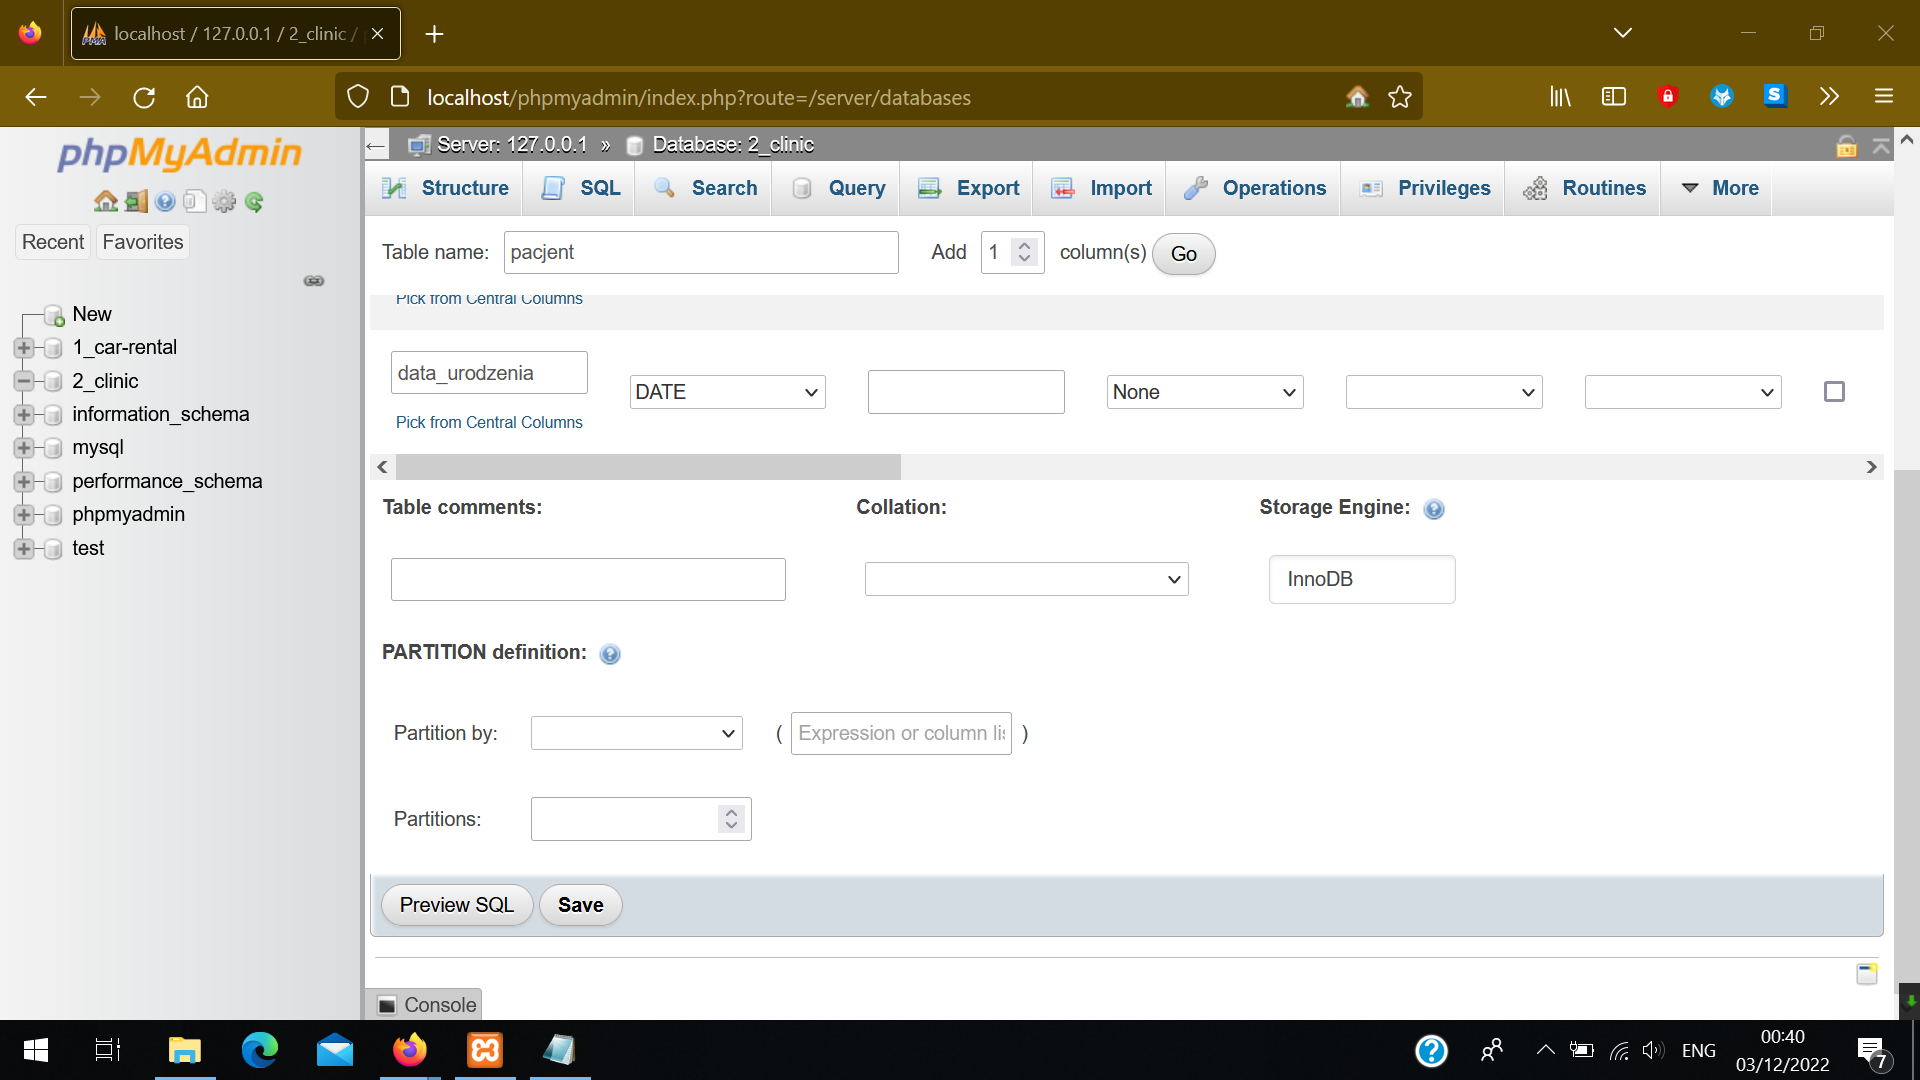 localhost / 127.0.0.1 / 2_clinic /
localhost/phpmyadmin/index.php?route=/server/databases
phpMyAdmin
Recent
Favorites
New
1_car-rental
2_clinic
information_schema
mysql
performance_schema
phpmyadmin
test
Server: 127.0.0.1 » Database: 2_clinic
Structure SQL Search Query Export Import Operations Privileges Routines More
Table name: pacjent Add 1 column(s) Go
Pick from Central Columns
data_urodzenia
DATE
None
Pick from Central Columns
Table comments: Collation: Storage Engine:
InnoDB
PARTITION definition:
Partition by: ( Expression or column lis )
Partitions:
Preview SQL Save
Console
ENG
00:40
03/12/2022
7